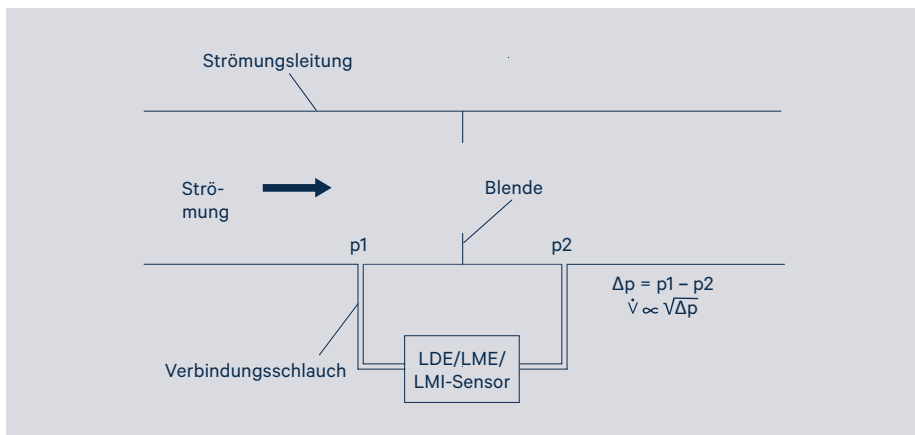 Strömungsleitung
Strö-
mung
Blende
p1
p2
Δp = p1 – p2
V̇ ∝ √Δp
Verbindungsschlauch
LDE/LME/
LMI-Sensor